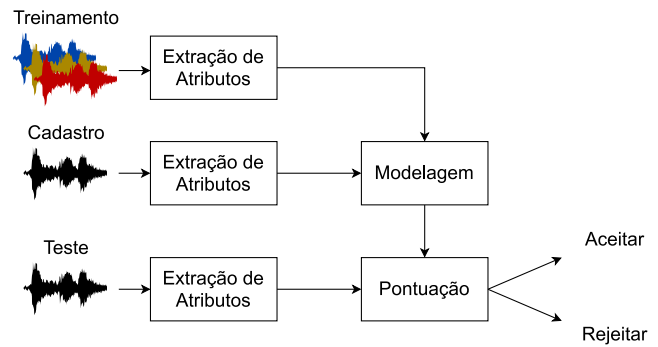 Treinamento
Extração de
Atributos
Cadastro
Extração de
Atributos
Modelagem
Teste
Extração de
Atributos
Pontuação
Aceitar
Rejeitar